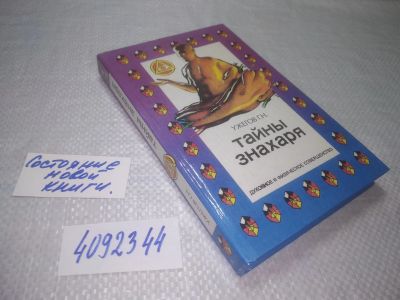 УЖЕГОВ Г.Н.
ТАЙНЫ
ЗНАХАРЯ
ДУХОВНОЕ И ФИЗИЧЕСКОЕ СОВЕРШЕНСТВО
Состояние
новой
книги.
4092344